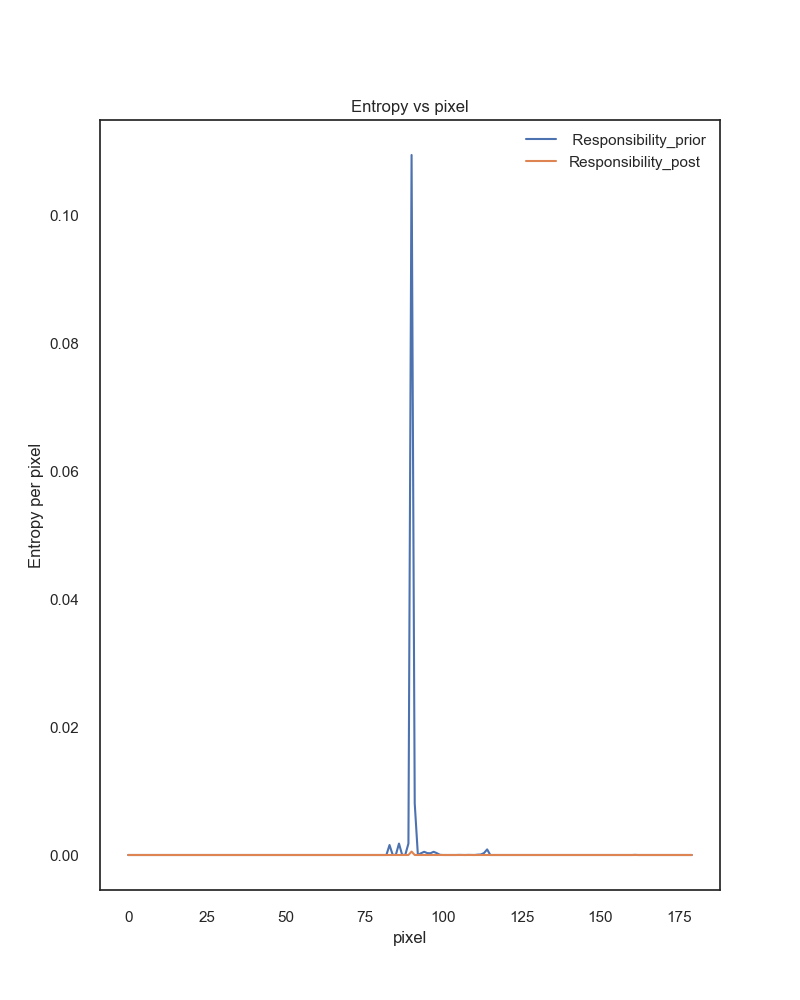 Entropy vs pixel
Responsibility_prior
Responsibility_post
Entropy per pixel
0.10
0.08
0.06
0.04
0.02
0.00
0 25 50 75 100 125 150 175
pixel